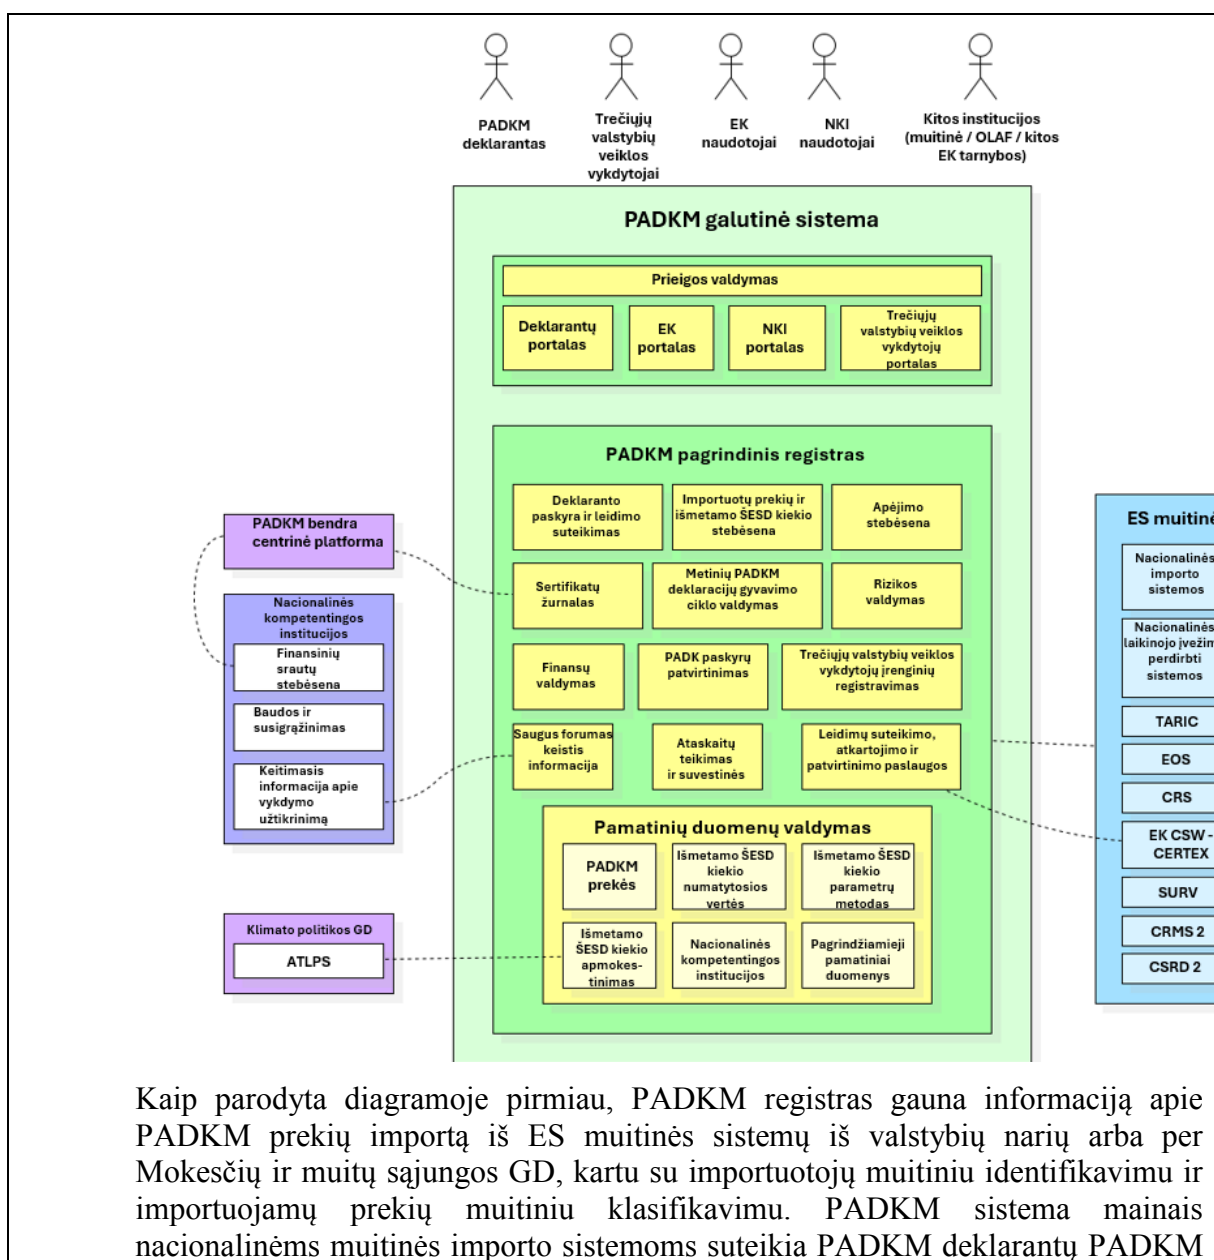 PADKM
deklarantas
Trečiųjų
valstybių
veiklos
vykdytojai
EK
naudotojai
NKI
naudotojai
Kitos institucijos
(muitinė / OLAF / kitos
EK tarnybos)
PADKM galutinė sistema
Prieigos valdymas
Deklarantų
portalas
EK
portalas
NKI
portalas
Trečiųjų
valstybių veiklos
vykdytojų
portalas
PADKM pagrindinis registras
Deklaranto
paskyra ir leidimo
suteikimas
Importuotų prekių ir
išmetamo ŠESD kiekio
stebėsena
Apėjimo
stebėsena
Sertifikatų
žurnalas
Metinių PADKM
deklaracijų gyvavimo
ciklo valdymas
Rizikos
valdymas
Finansų
valdymas
PADK paskyrų
patvirtinimas
Trečiųjų valstybių veiklos
vykdytojų įrenginių
registravimas
Saugus forumas
keistis
informacija
Ataskaitų
teikimas
ir suvestinės
Leidimų suteikimo,
atkartojimo ir
patvirtinimo paslaugos
Pamatinių duomenų valdymas
PADKM
prekės
Išmetamo ŠESD
kiekio
numatytosios
vertės
Išmetamo ŠESD
kiekio
parametrų
metodas
Išmetamo
ŠESD kiekio
apmokes-
tinimas
Nacionalinės
kompetentingos
institucijos
Pagrindžiamieji
pamatiniai
duomenys
PADKM bendra
centrinė platforma
Nacionalinės
kompetentingos
institucijos
Finansinių
srautų
stebėsena
Baudos ir
susigrąžinimas
Keitimasis
informacija apie
vykdymo
užtikrinimą
Klimato politikos GD
ATLPS
ES muitinė
Nacionalinės
importo
sistemos
Nacionalinės
laikinojo įvežim
perdirbti
sistemos
TARIC
EOS
CRS
EK CSW -
CERTEX
SURV
CRMS 2
CSRD 2
Kaip parodyta diagramoje pirmiau, PADKM registras gauna informaciją apie
PADKM prekių importą iš ES muitinės sistemų iš valstybių narių arba per
Mokesčių ir muitų sąjungos GD, kartu su importuotojų muitiniu identifikavimu ir
importuojamų prekių muitiniu klasifikavimu. PADKM sistema mainais
nacionalinėms muitinės importo sistemoms suteikia PADKM deklarantų PADKM